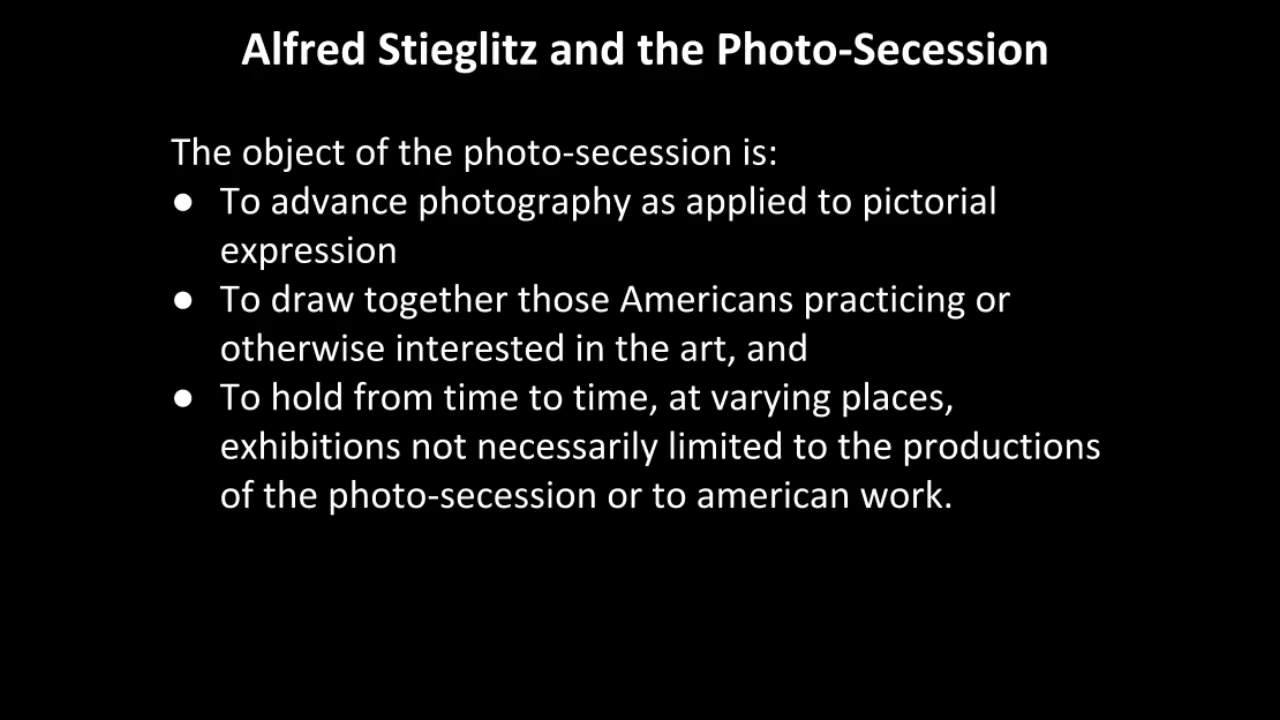 Alfred Stieglitz and the Photo-Secession
The object of the photo-secession is:
● To advance photography as applied to pictorial
expression
● To draw together those Americans practicing or
otherwise interested in the art, and
● To hold from time to time, at varying places,
exhibitions not necessarily limited to the productions
of the photo-secession or to american work.